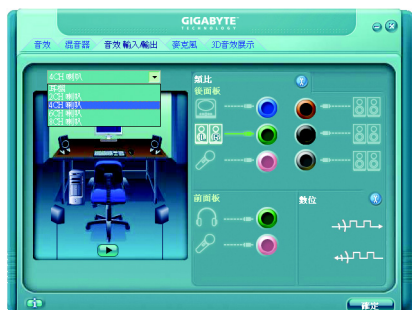 GIGABYTE™
TECHNOLOGY
音效 混音器 音效 輸入/輸出 麥克風 3D音效展示
4CH 喇叭
耳機
2CH 喇叭
4CH 喇叭
6CH 喇叭
8CH 喇叭
類比
後面板
前面板
數位
確定